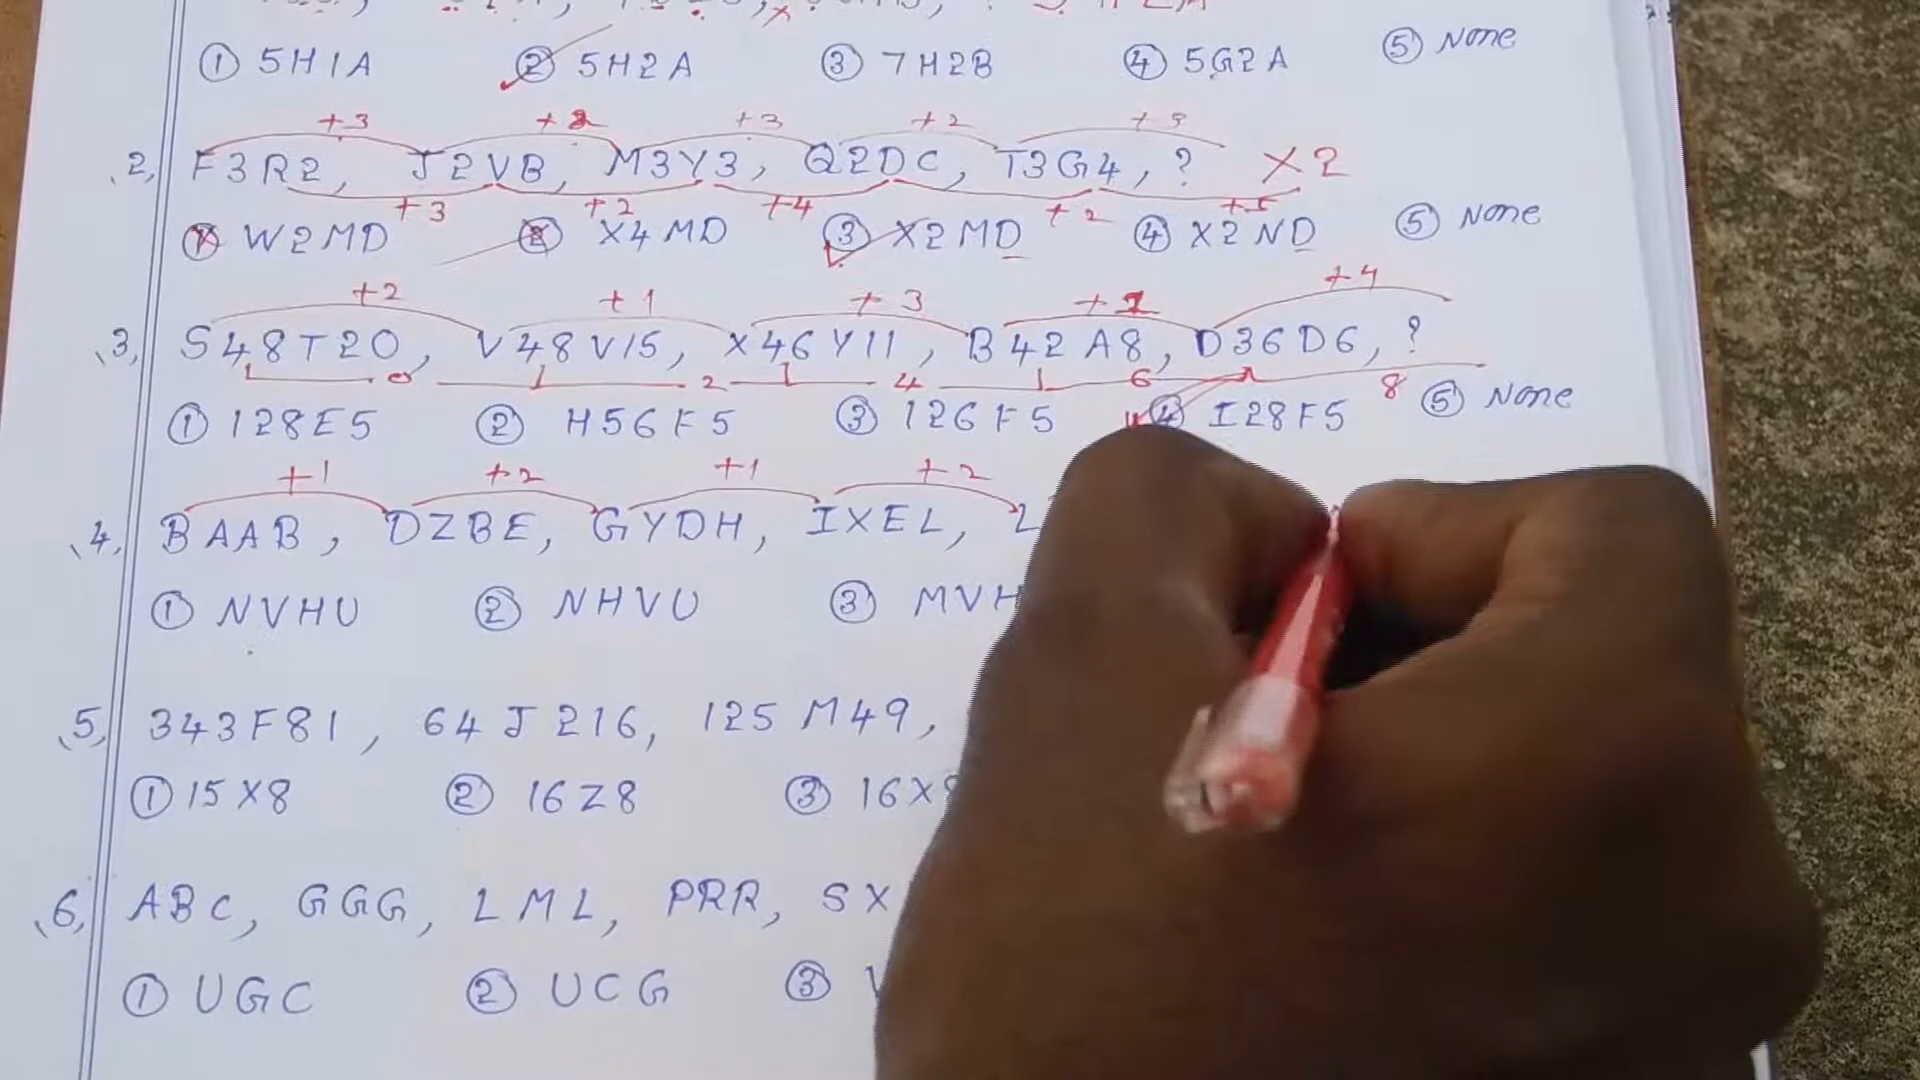 ① 5H1A ② 5H2A ③ 7H2B ④ 5G2A ⑤ None
+3 +2 +3 +2
2, F3R2, J2VB, M3Y3, Q2DC, T3G4, ? X2
+3 +2 +4 +2 +5
① W2MD ② X4MD ③ X2MD ④ X2ND ⑤ None
+2 +1 +3 +4
3, S48T20, V48V15, X46Y11, B42A8, D36D6, ?
0 2 4 6 8
① 128E5 ② H56F5 ③ 126F5 ④ I28F5 ⑤ None
+1 +2 +1 +2
4, BAAB, DZBE, GYDH, IXEL,
① NVHU ② NHVU ③ MVH
5, 343F81, 64J216, 125M49,
① 15X8 ② 16Z8 ③ 16X
6, ABC, GGG, LML, PRR, SX
① UGC ② UCG ③